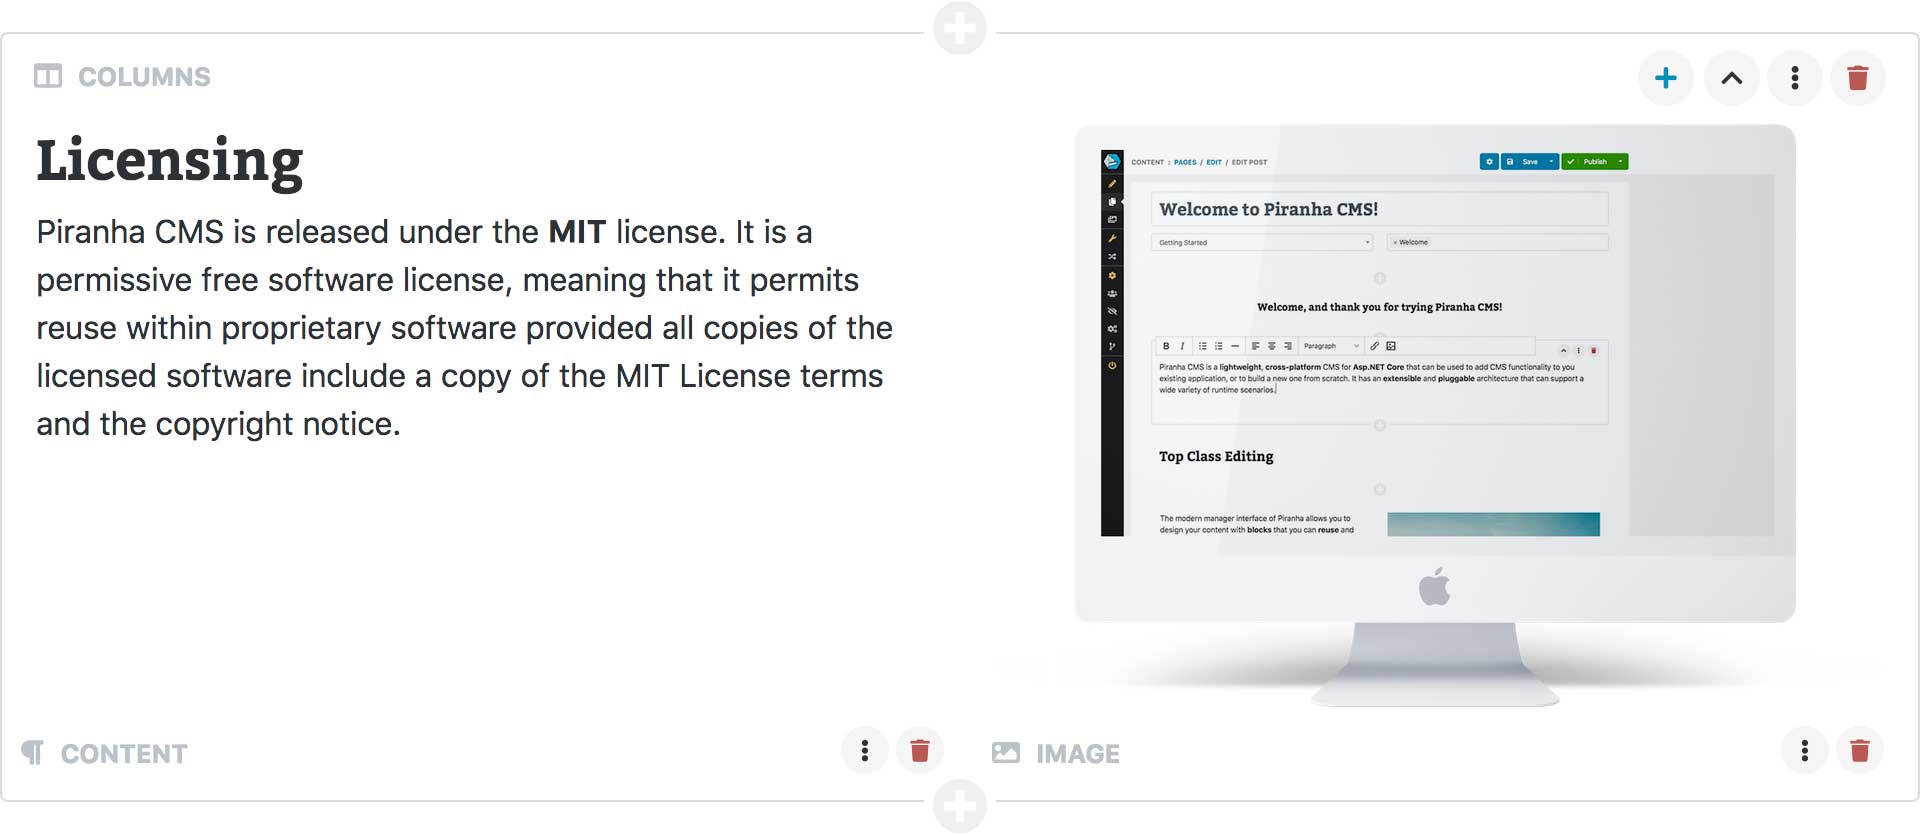 COLUMNS
Licensing
Piranha CMS is released under the MIT license. It is a
permissive free software license, meaning that it permits
reuse within proprietary software provided all copies of the
licensed software include a copy of the MIT License terms
and the copyright notice.
CONTENT : PAGES / EDIT / EDIT POST
Save
Publish
Welcome to Piranha CMS!
Getting Started
× Welcome
Welcome, and thank you for trying Piranha CMS!
B I
Paragraph
Piranha CMS is a lightweight, cross-platform CMS for Asp.NET Core that can be used to add CMS functionality to you
existing application, or to build a new one from scratch. It has an extensible and pluggable architecture that can support a
wide variety of runtime scenarios.
Top Class Editing
The modern manager interface of Piranha allows you to
design your content with blocks that you can reuse and
CONTENT
IMAGE